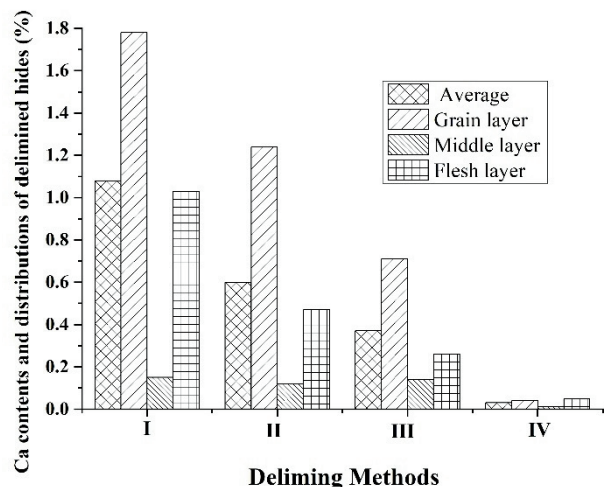 Ca contents and distributions of delimined hides (%)
1.8
1.6
1.4
1.2
1.0
0.8
0.6
0.4
0.2
0.0
Average
Grain layer
Middle layer
Flesh layer
I
II
III
IV
Deliming Methods